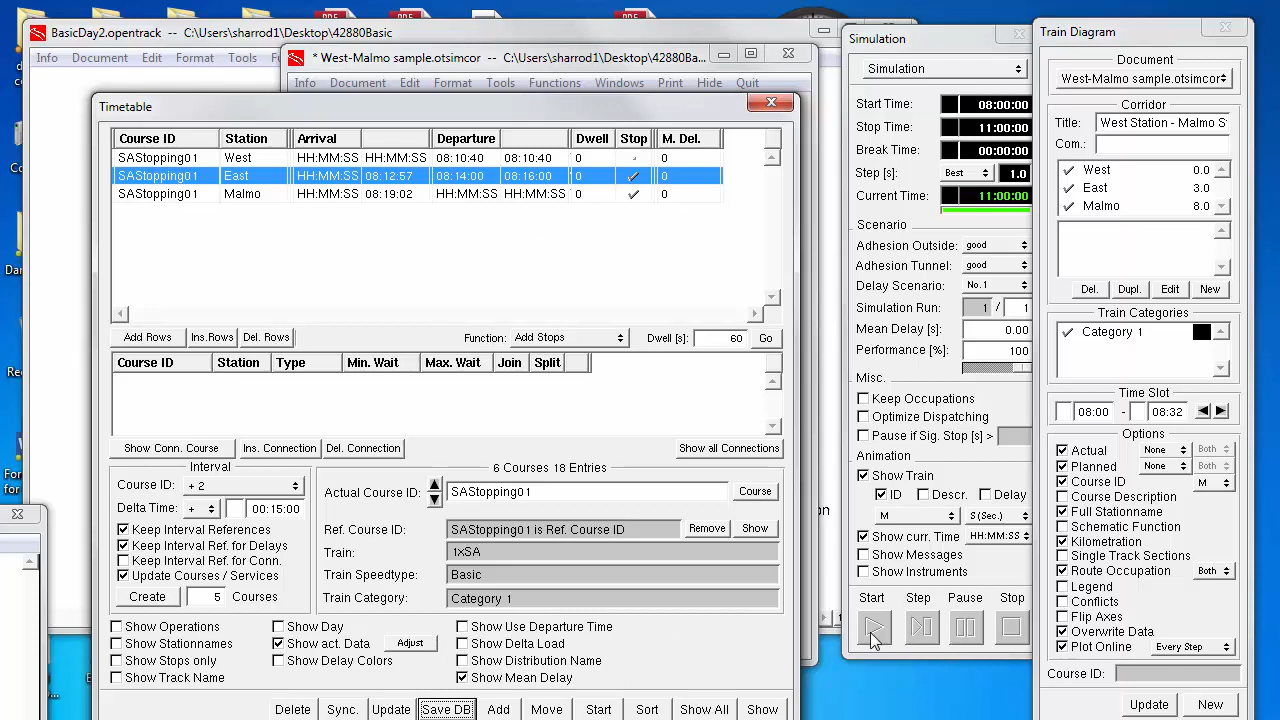 BasicDay2.opentrack -- C:\Users\sharrod1\Desktop\42880Basic
Info Document Edit Format Tools
* West-Malmo sample.otsimcor -- C:\Users\sharrod1\Desktop\42880Ba...
Info Document Edit Format Tools Functions Windows Print Hide Quit
Timetable
Course ID Station Arrival Departure Dwell Stop M. Del.
SAStopping01 West HH:MM:SS HH:MM:SS 08:10:40 08:10:40 0 0
SAStopping01 East HH:MM:SS 08:12:57 08:14:00 08:16:00 0 0
SAStopping01 Malmo HH:MM:SS 08:19:02 HH:MM:SS HH:MM:SS 0 0
Add Rows Ins.Rows Del. Rows Function: Add Stops Dwell [s]: 60 Go
Course ID Station Type Min. Wait Max. Wait Join Split
Show Conn. Course Ins. Connection Del. Connection Show all Connections
Interval
Course ID: + 2
Delta Time: + 00:15:00
Keep Interval References
Keep Interval Ref. for Delays
Keep Interval Ref. for Conn.
Update Courses / Services
Create 5 Courses
6 Courses 18 Entries
Actual Course ID: SAStopping01 Course
Ref. Course ID: SAStopping01 is Ref. Course ID Remove Show
Train: 1xSA
Train Speedtype: Basic
Train Category: Category 1
Show Operations Show Day Show Use Departure Time
Show Stationnames Show act. Data Adjust Show Delta Load
Show Stops only Show Delay Colors Show Distribution Name
Show Track Name Show Mean Delay
Delete Sync. Update Save DB Add Move Start Sort Show All Show
Simulation
Simulation
Start Time: 08:00:00
Stop Time: 11:00:00
Break Time: 00:00:00
Step [s]: Best 1.0
Current Time: 11:00:00
Scenario
Adhesion Outside: good
Adhesion Tunnel: good
Delay Scenario: No.1
Simulation Run: 1 / 1
Mean Delay [s]: 0.00
Performance [%]: 100
Misc.
Keep Occupations
Optimize Dispatching
Pause if Sig. Stop [s] >
Animation
Show Train
ID Descr. Delay
M S (Sec.)
Show curr. Time HH:MM:SS
Show Messages
Show Instruments
Start Step Pause Stop
Train Diagram
Document
West-Malmo sample.otsimcor
Corridor
Title: West Station - Malmo S
Com.:
West 0.0
East 3.0
Malmo 8.0
Del. Dupl. Edit New
Train Categories
Category 1
Time Slot
08:00 - 08:32
Options
Actual None Both
Planned None Both
Course ID M
Course Description
Full Stationname
Schematic Function
Kilometration
Single Track Sections
Route Occupation Both
Legend
Conflicts
Flip Axes
Overwrite Data
Plot Online Every Step
Course ID:
Update New